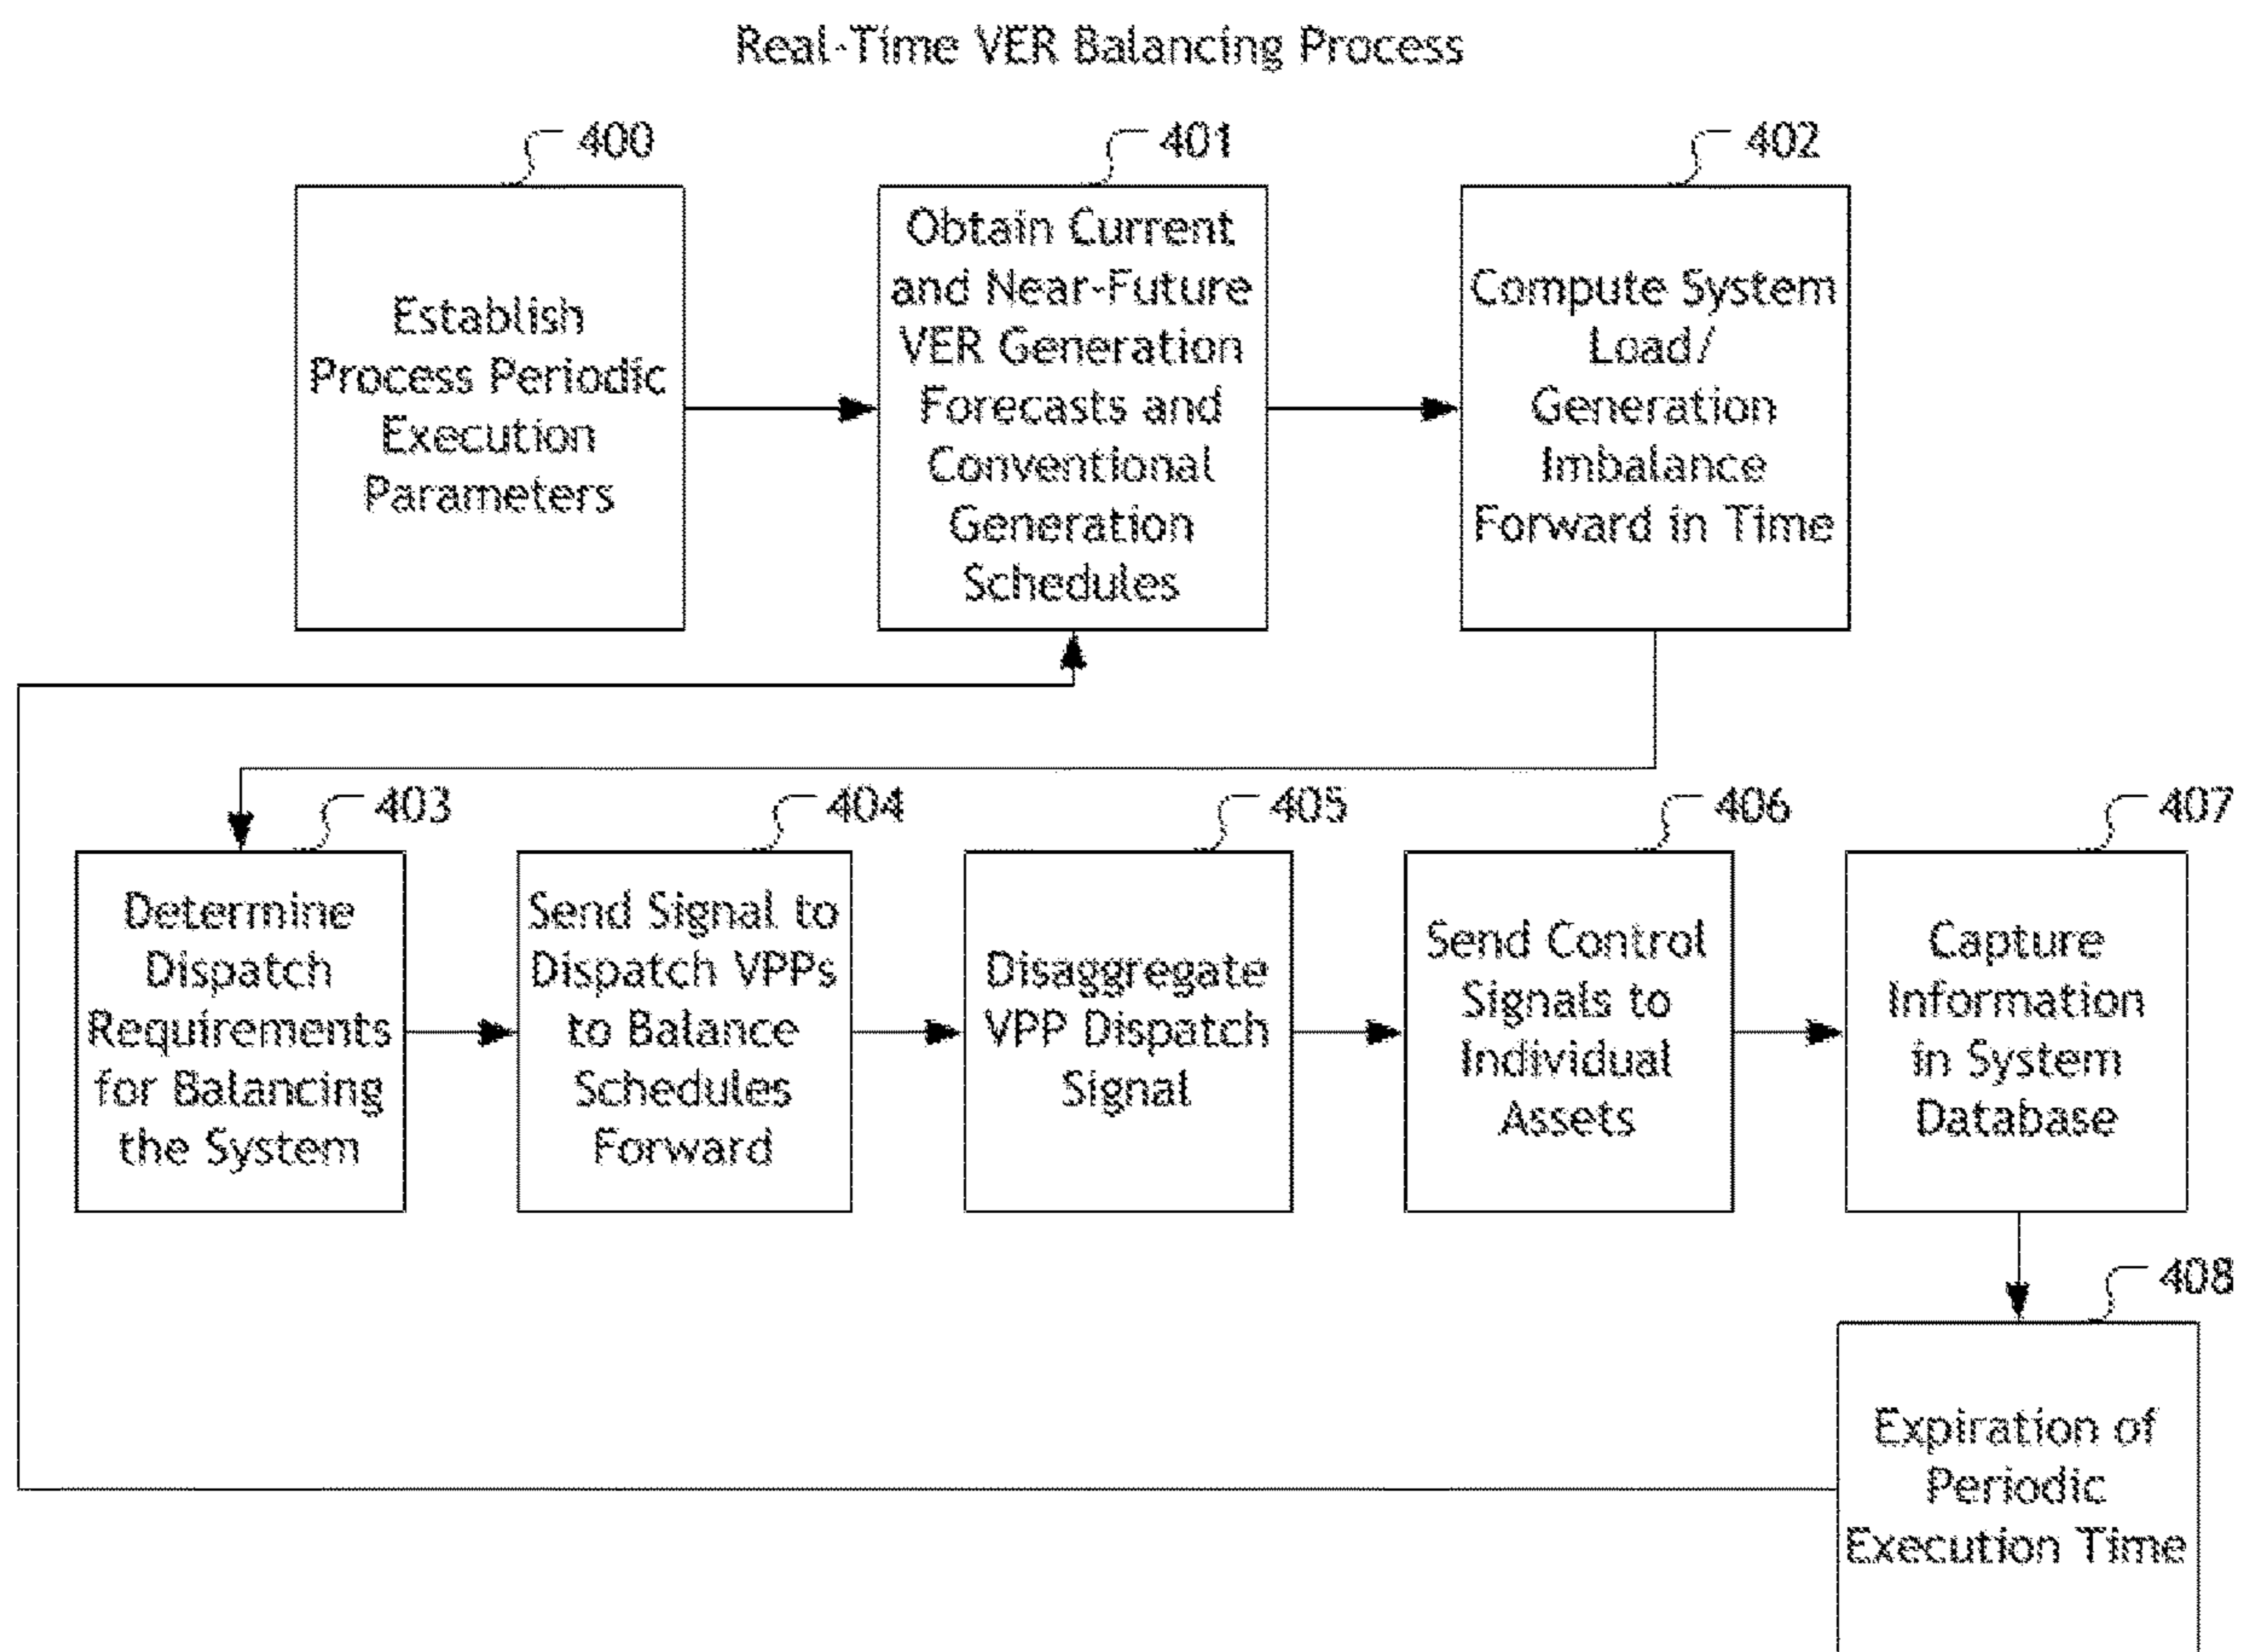 Real-Time VER Balancing Process
400
Establish
Process Periodic
Execution
Parameters
401
Obtain Current
and Near-Future
VER Generation
Forecasts and
Conventional
Generation
Schedules
402
Compute System
Load/
Generation
Imbalance
Forward in Time
403
Determine
Dispatch
Requirements
for Balancing
the System
404
Send Signal to
Dispatch VPPs
to Balance
Schedules
Forward
405
Disaggregate
VPP Dispatch
Signal
406
Send Control
Signals to
Individual
Assets
407
Capture
Information
in System
Database
408
Expiration of
Periodic
Execution Time